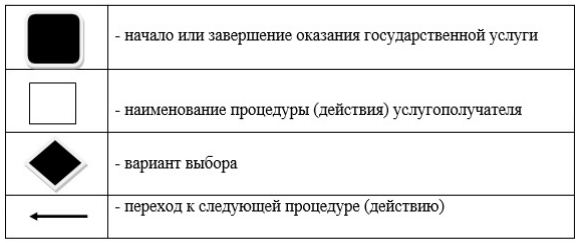 - начало или завершение оказания государственной услуги
- наименование процедуры (действия) услугополучателя
- вариант выбора
- переход к следующей процедуре (действию)